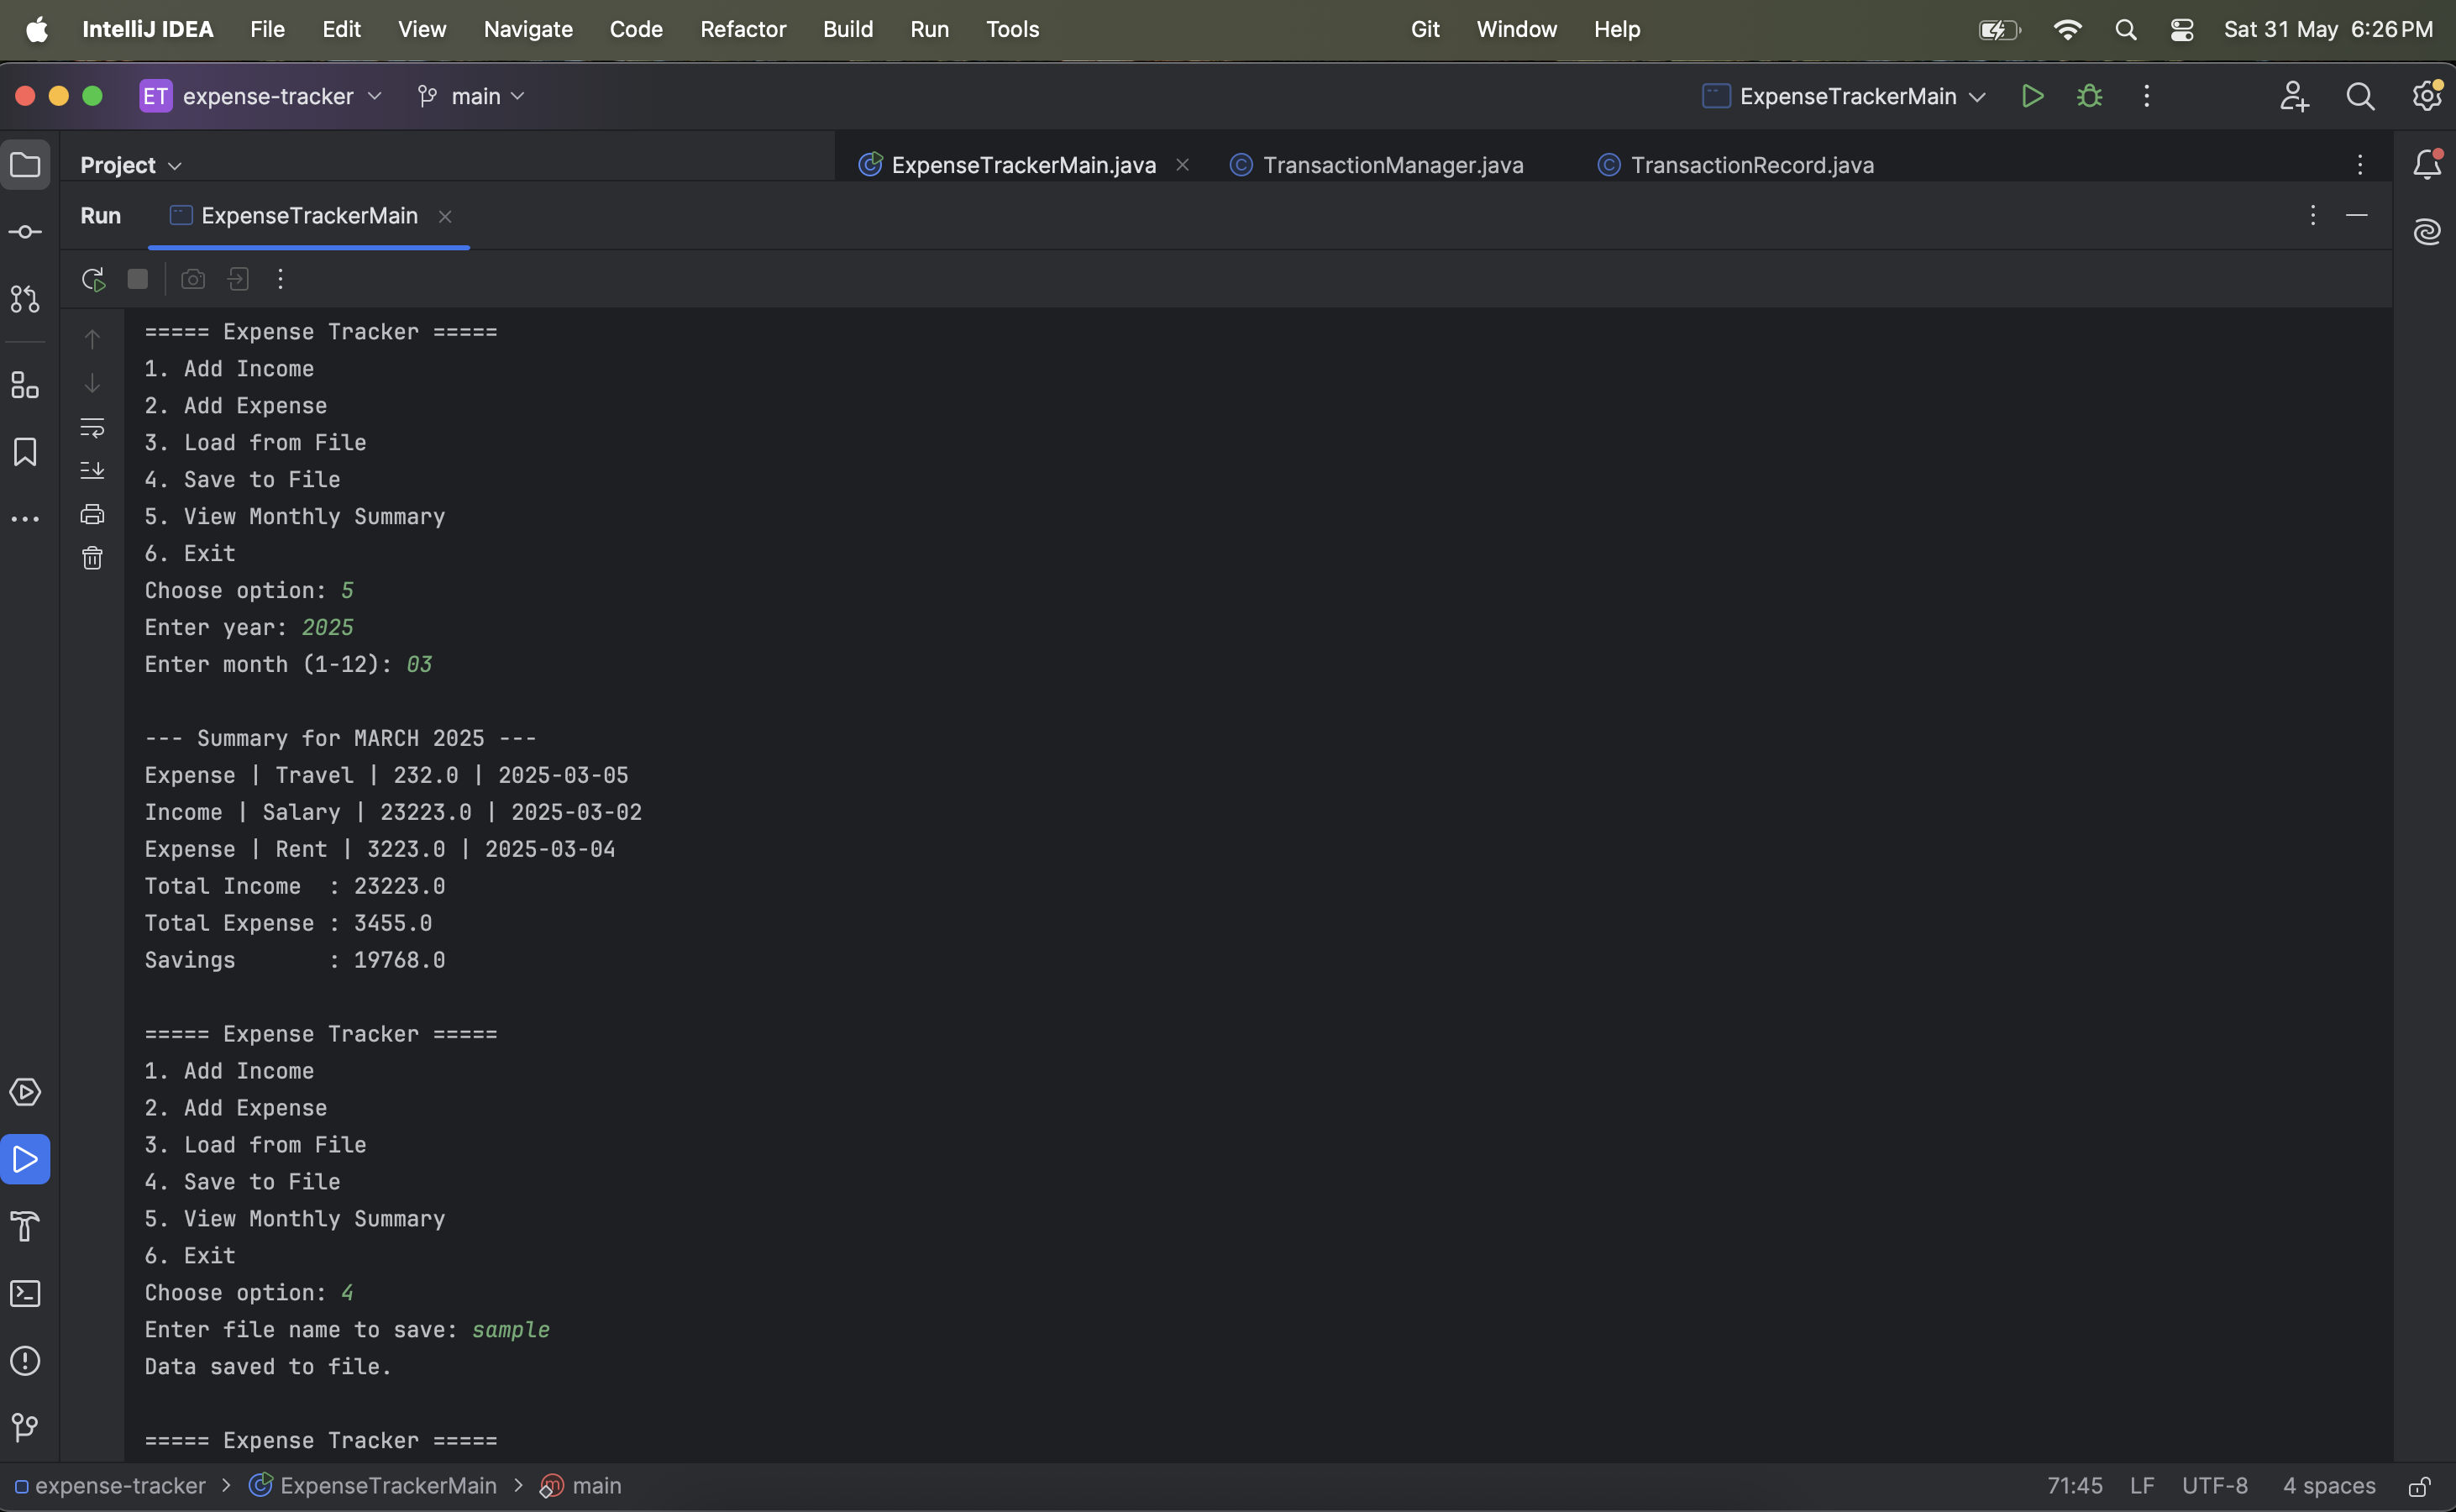 IntelliJ IDEA File Edit View Navigate Code Refactor Build Run Tools Git Window Help Sat 31 May 6:26 PM
ET expense-tracker main ExpenseTrackerMain
Project ExpenseTrackerMain.java TransactionManager.java TransactionRecord.java
Run ExpenseTrackerMain
===== Expense Tracker =====
1. Add Income
2. Add Expense
3. Load from File
4. Save to File
5. View Monthly Summary
6. Exit
Choose option: 5
Enter year: 2025
Enter month (1-12): 03
--- Summary for MARCH 2025 ---
Expense | Travel | 232.0 | 2025-03-05
Income | Salary | 23223.0 | 2025-03-02
Expense | Rent | 3223.0 | 2025-03-04
Total Income  : 23223.0
Total Expense : 3455.0
Savings       : 19768.0
===== Expense Tracker =====
1. Add Income
2. Add Expense
3. Load from File
4. Save to File
5. View Monthly Summary
6. Exit
Choose option: 4
Enter file name to save: sample
Data saved to file.
===== Expense Tracker =====
expense-tracker > ExpenseTrackerMain > main 71:45 LF UTF-8 4 spaces